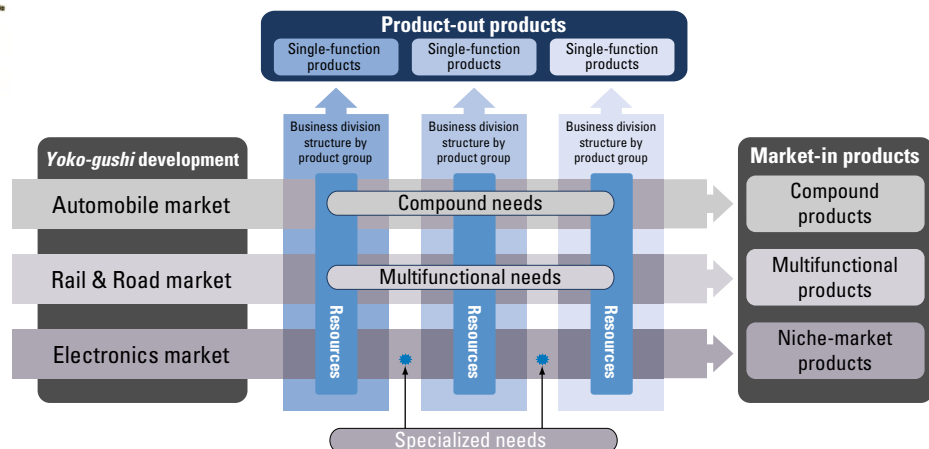 Product-out products
Single-function
products
Single-function
products
Single-function
products
Business division
structure by
product group
Business division
structure by
product group
Business division
structure by
product group
Yoko-gushi development
Market-in products
Automobile market
Compound needs
Compound
products
Rail & Road market
Multifunctional needs
Multifunctional
products
Electronics market
Resources
Resources
Resources
Niche-market
products
Specialized needs